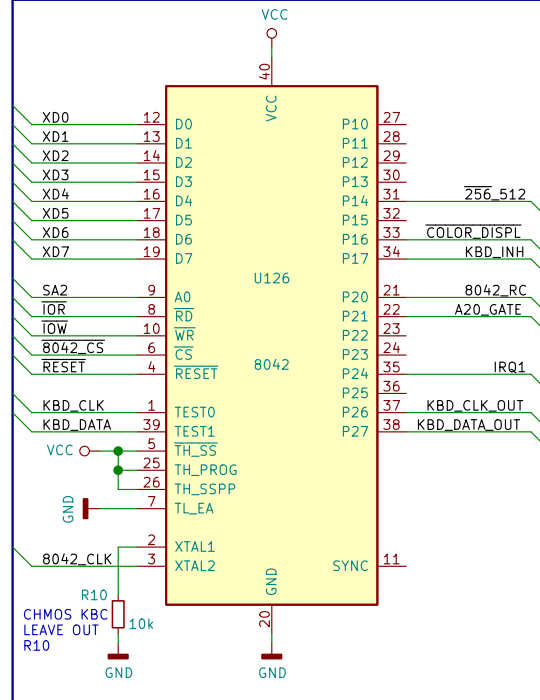 VCC
40
VCC
XD0 12 D0 P10 27
XD1 13 D1 P11 28
XD2 14 D2 P12 29
XD3 15 D3 P13 30
XD4 16 D4 P14 31 256_512
XD5 17 D5 P15 32
XD6 18 D6 P16 33 COLOR_DISPL
XD7 19 D7 P17 34 KBD_INH
U126
SA2 9 A0 P20 21 8042_RC
IOR 8 RD P21 22 A20_GATE
IOW 10 WR P22 23
8042_CS 6 CS P23 24
8042
RESET 4 RESET P24 35 IRQ1
P25 36
KBD_CLK 1 TEST0 P26 37 KBD_CLK_OUT
KBD_DATA 39 TEST1 P27 38 KBD_DATA_OUT
VCC 5 TH_SS
25 TH_PROG
26 TH_SSPP
GND 7 TL_EA
2 XTAL1
8042_CLK 3 XTAL2 SYNC 11
GND
20
R10
10k
CHMOS KBC
LEAVE OUT
R10
GND
GND